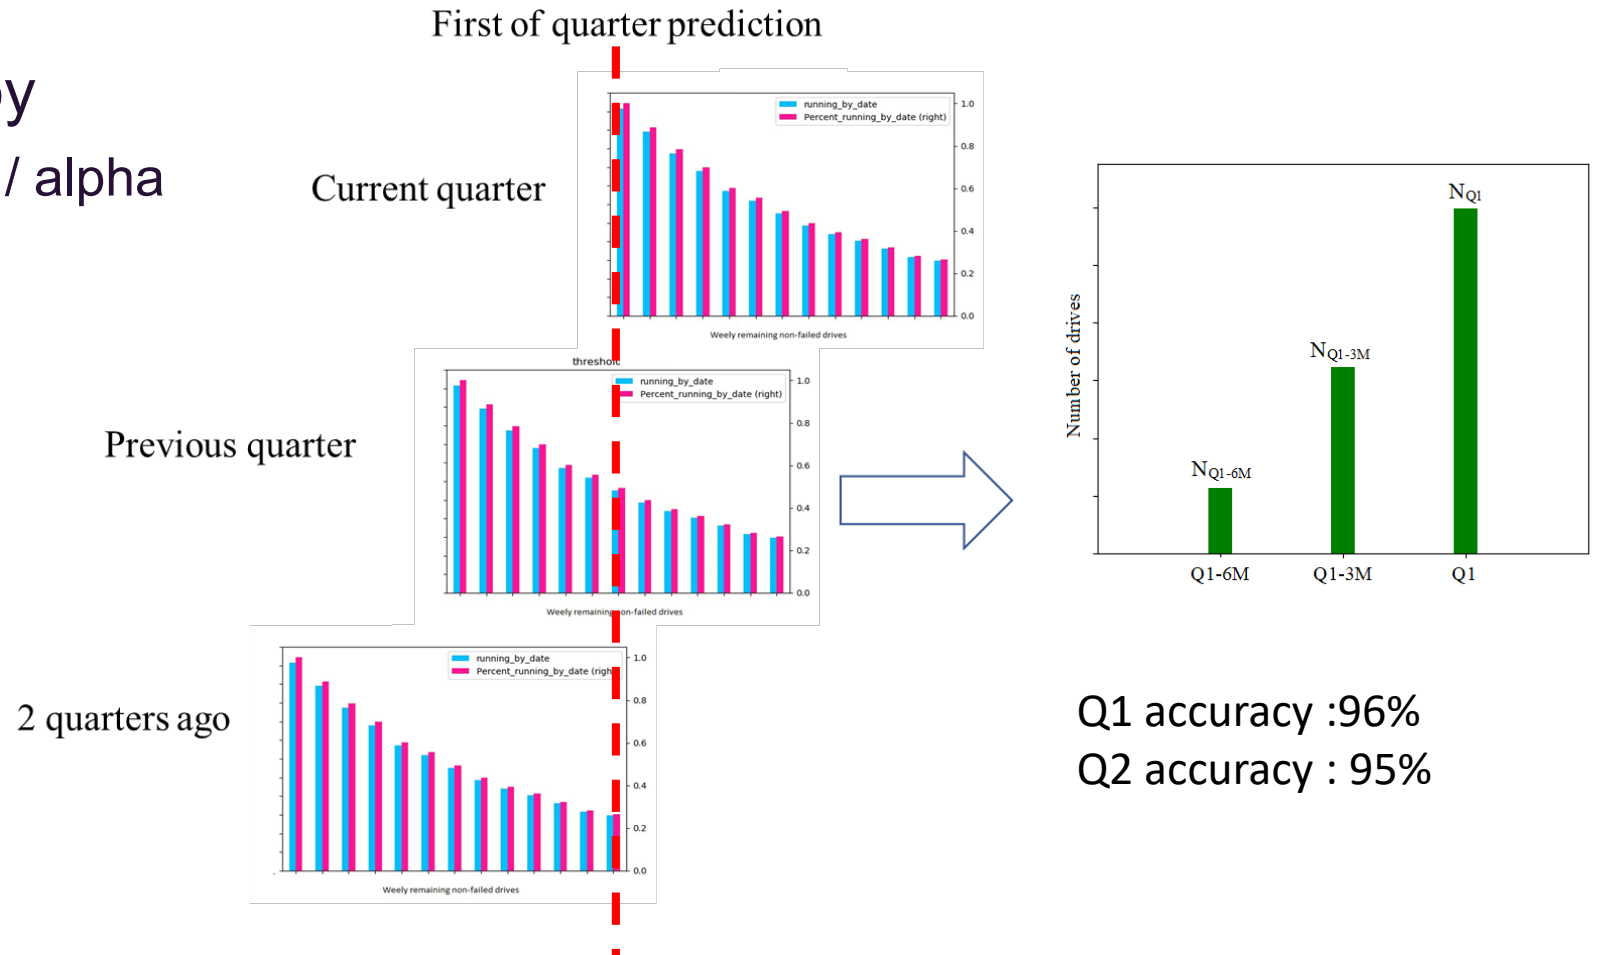 First of quarter prediction
by
/ alpha
Current quarter
running_by_date
Percent_running_by_date (right)
1.0
0.8
0.6
0.4
0.2
0.0
Weely remaining non-failed drives
Previous quarter
running_by_date
Percent_running_by_date (right)
1.0
0.8
0.6
0.4
0.2
0.0
Weely remaining non-failed drives
2 quarters ago
running_by_date
Percent_running_by_date
1.0
0.8
0.6
0.4
0.2
0.0
Weely remaining non-failed drives
Number of drives
NQ1-6M
NQ1-3M
NQ1
Q1-6M
Q1-3M
Q1
Q1 accuracy :96%
Q2 accuracy : 95%